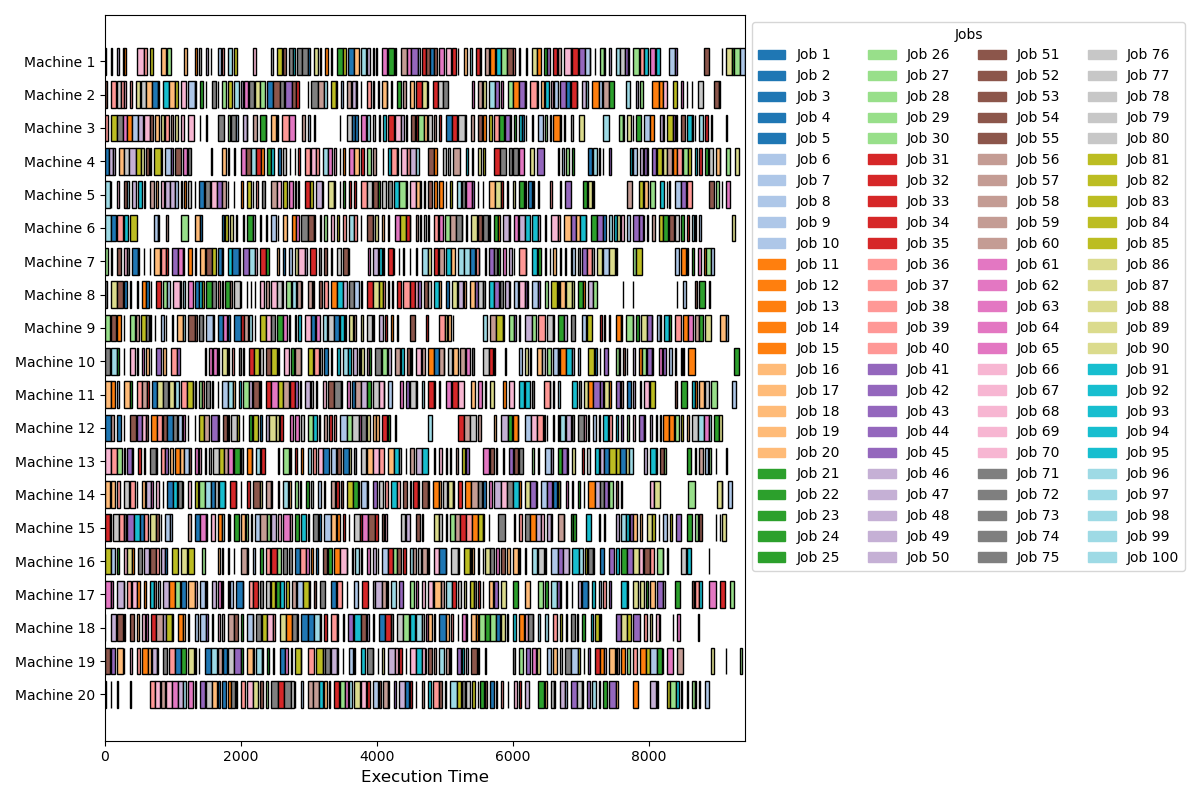 Jobs
Job 1 Job 26 Job 51 Job 76
Job 2 Job 27 Job 52 Job 77
Job 3 Job 28 Job 53 Job 78
Job 4 Job 29 Job 54 Job 79
Job 5 Job 30 Job 55 Job 80
Job 6 Job 31 Job 56 Job 81
Job 7 Job 32 Job 57 Job 82
Job 8 Job 33 Job 58 Job 83
Job 9 Job 34 Job 59 Job 84
Job 10 Job 35 Job 60 Job 85
Job 11 Job 36 Job 61 Job 86
Job 12 Job 37 Job 62 Job 87
Job 13 Job 38 Job 63 Job 88
Job 14 Job 39 Job 64 Job 89
Job 15 Job 40 Job 65 Job 90
Job 16 Job 41 Job 66 Job 91
Job 17 Job 42 Job 67 Job 92
Job 18 Job 43 Job 68 Job 93
Job 19 Job 44 Job 69 Job 94
Job 20 Job 45 Job 70 Job 95
Job 21 Job 46 Job 71 Job 96
Job 22 Job 47 Job 72 Job 97
Job 23 Job 48 Job 73 Job 98
Job 24 Job 49 Job 74 Job 99
Job 25 Job 50 Job 75 Job 100
Machine 1
Machine 2
Machine 3
Machine 4
Machine 5
Machine 6
Machine 7
Machine 8
Machine 9
Machine 10
Machine 11
Machine 12
Machine 13
Machine 14
Machine 15
Machine 16
Machine 17
Machine 18
Machine 19
Machine 20
0 2000 4000 6000 8000
Execution Time